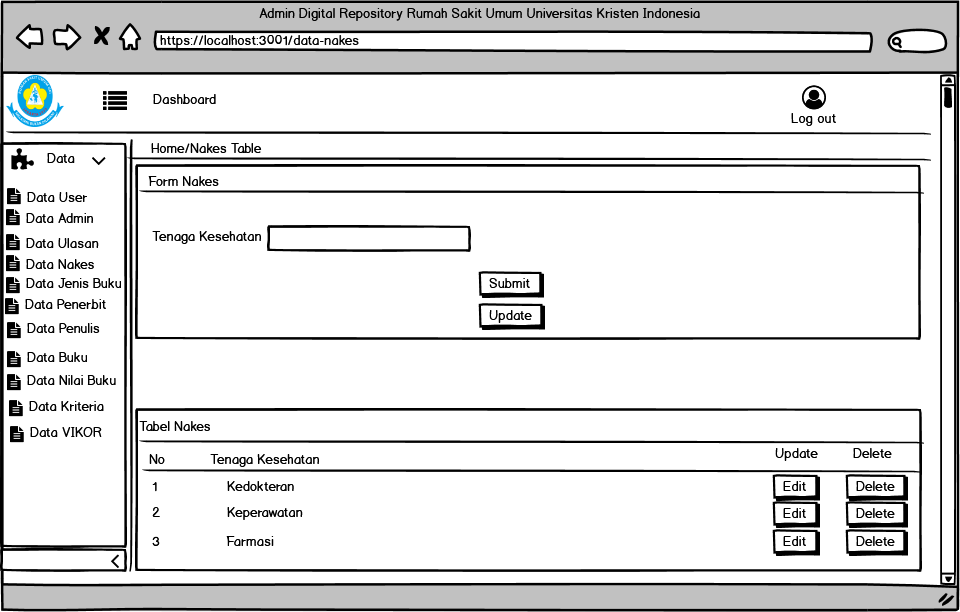 Admin Digital Repository Rumah Sakit Umum Universitas Kristen Indonesia
https://localhost:3001/data-nakes
Dashboard
Log out
Data
Data User
Data Admin
Data Ulasan
Data Nakes
Data Jenis Buku
Data Penerbit
Data Penulis
Data Buku
Data Nilai Buku
Data Kriteria
Data VIKOR
Home/Nakes Table
Form Nakes
Tenaga Kesehatan
Submit
Update
Tabel Nakes
No Tenaga Kesehatan Update Delete
1 Kedokteran Edit Delete
2 Keperawatan Edit Delete
3 Farmasi Edit Delete